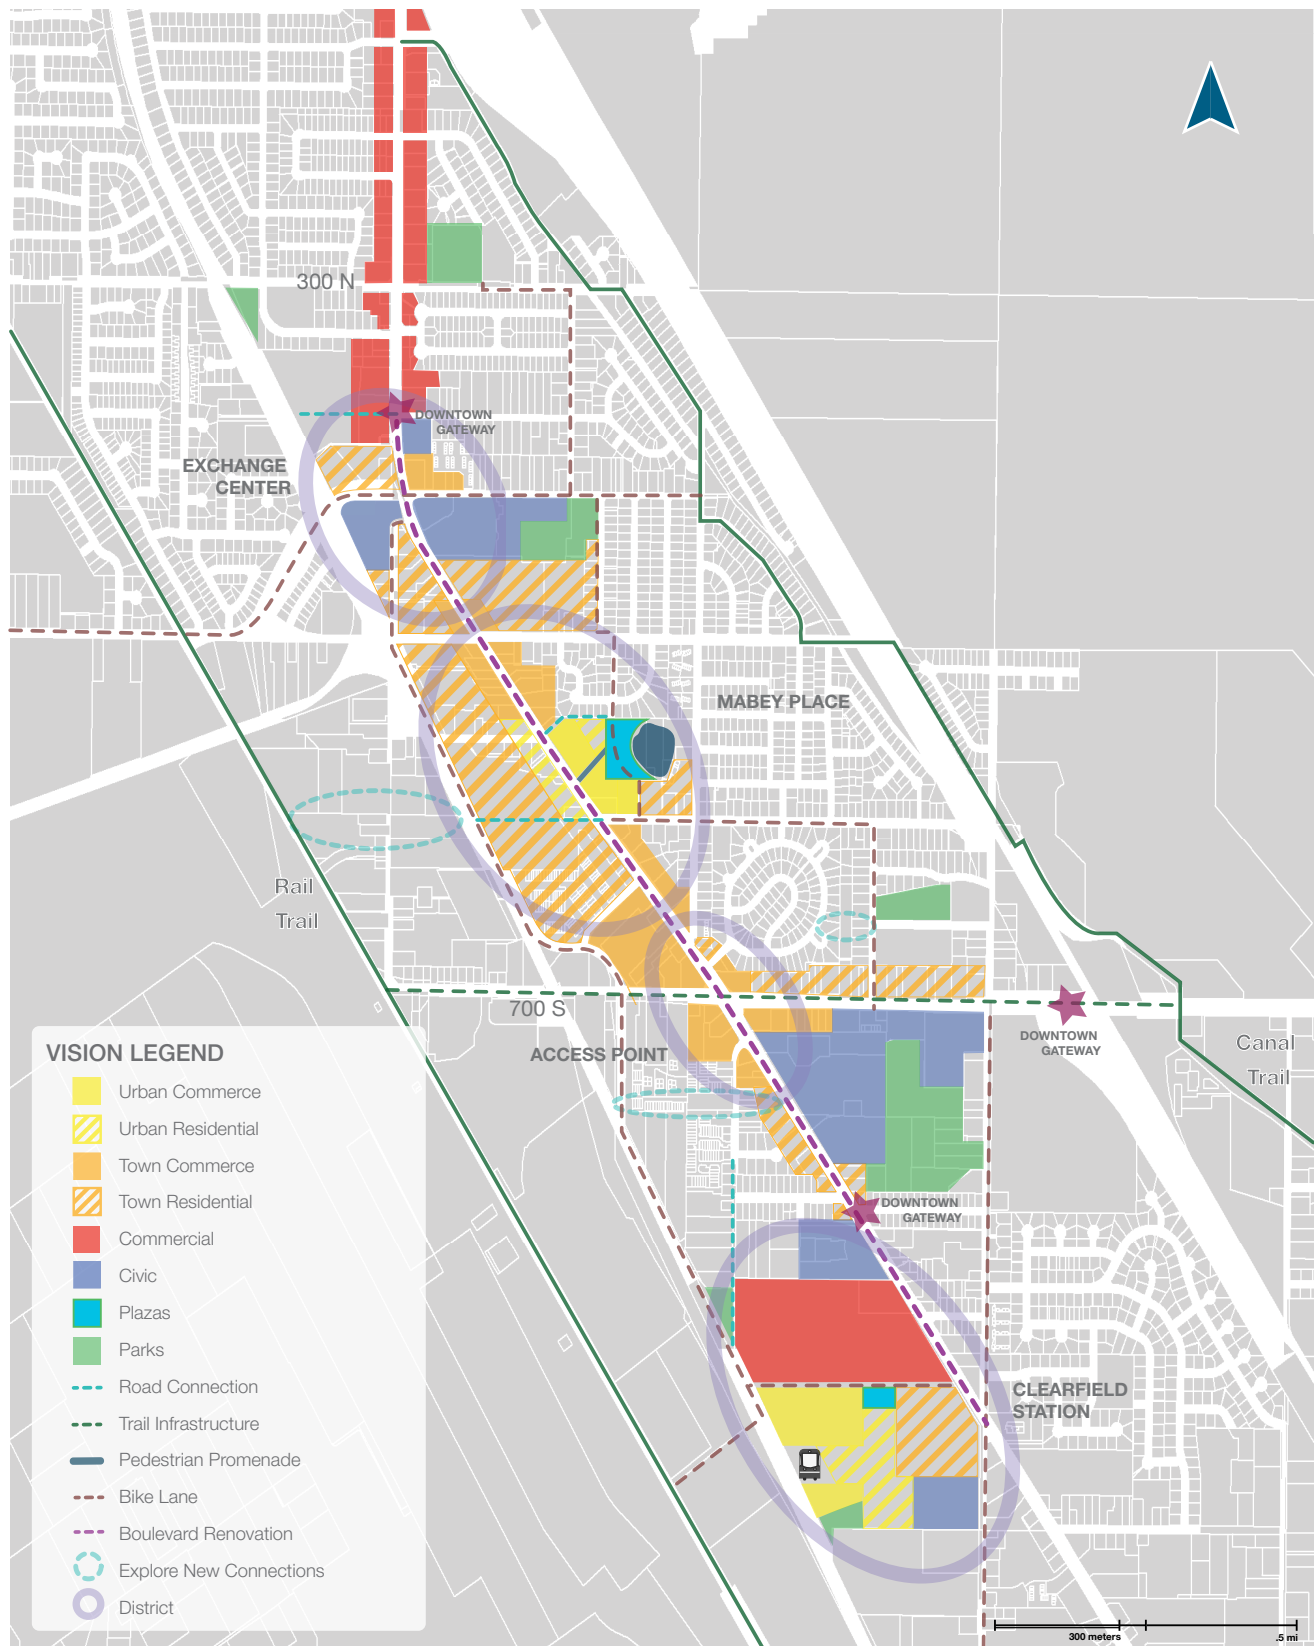 300 N
DOWNTOWN
GATEWAY
EXCHANGE
CENTER
MABEY PLACE
Rail
Trail
700 S
DOWNTOWN
GATEWAY
Canal
Trail
ACCESS POINT
DOWNTOWN
GATEWAY
CLEARFIELD
STATION
VISION LEGEND
Urban Commerce
Urban Residential
Town Commerce
Town Residential
Commercial
Civic
Plazas
Parks
Road Connection
Trail Infrastructure
Pedestrian Promenade
Bike Lane
Boulevard Renovation
Explore New Connections
District
300 meters
.5 mi